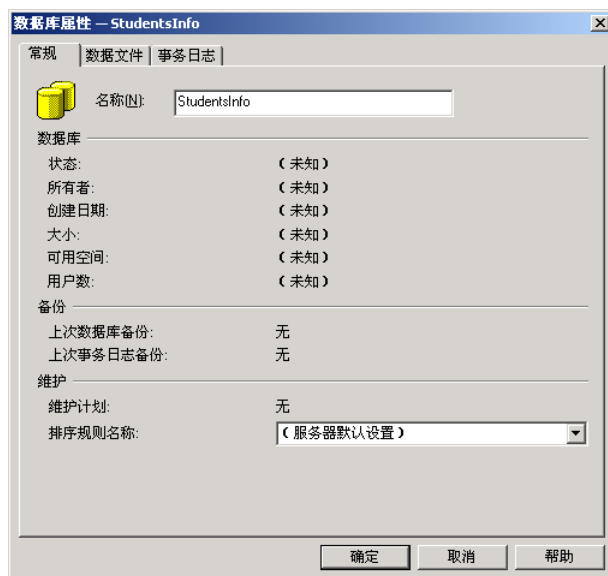 数据库属性 — StudentsInfo
常规 数据文件 事务日志
名称(N): StudentsInfo
数据库
状态: (未知)
所有者: (未知)
创建日期: (未知)
大小: (未知)
可用空间: (未知)
用户数: (未知)
备份
上次数据库备份: 无
上次事务日志备份: 无
维护
维护计划: 无
排序规则名称: (服务器默认设置)
确定 取消 帮助